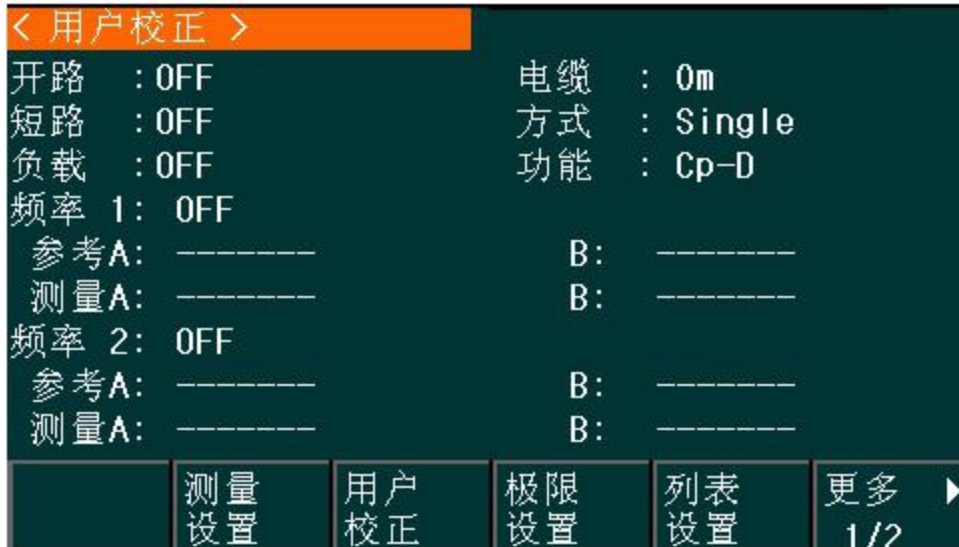 < 用户校正 >
开路 :OFF 电缆 : 0m
短路 :OFF 方式 : Single
负载 :OFF 功能 : Cp-D
频率 1: OFF
参考A: ------- B: -------
测量A: ------- B: -------
频率 2: OFF
参考A: ------- B: -------
测量A: ------- B: -------
测量 用户 极限 列表 更多 ▶
设置 校正 设置 设置 1/2